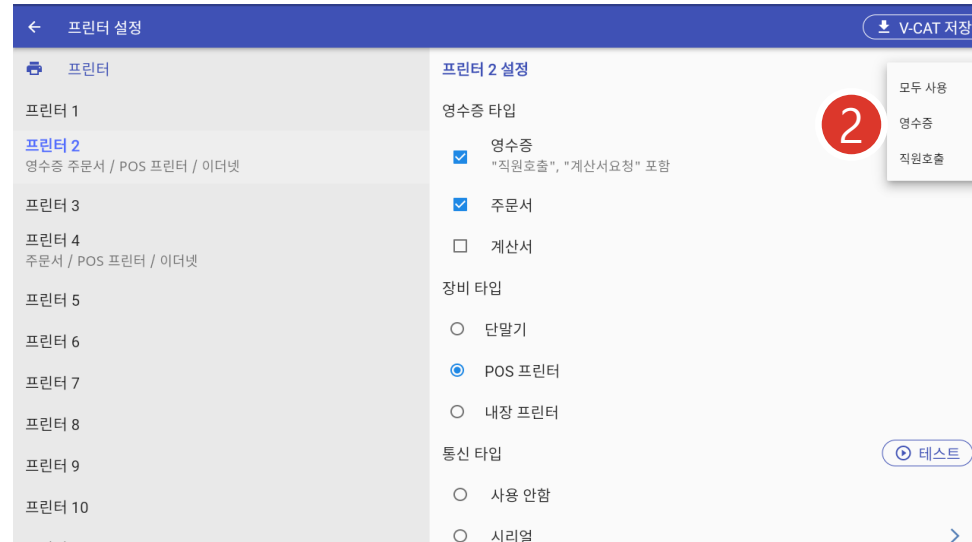 프린터 설정
V-CAT 저장
프린터
프린터 1
프린터 2
영수증 주문서 / POS 프린터 / 이더넷
프린터 3
프린터 4
주문서 / POS 프린터 / 이더넷
프린터 5
프린터 6
프린터 7
프린터 8
프린터 9
프린터 10
프린터 2 설정
영수증 타입
영수증
"직원호출", "계산서요청" 포함
주문서
계산서
장비 타입
단말기
POS 프린터
내장 프린터
통신 타입
테스트
사용 안함
시리얼
2
모두 사용
영수증
직원호출